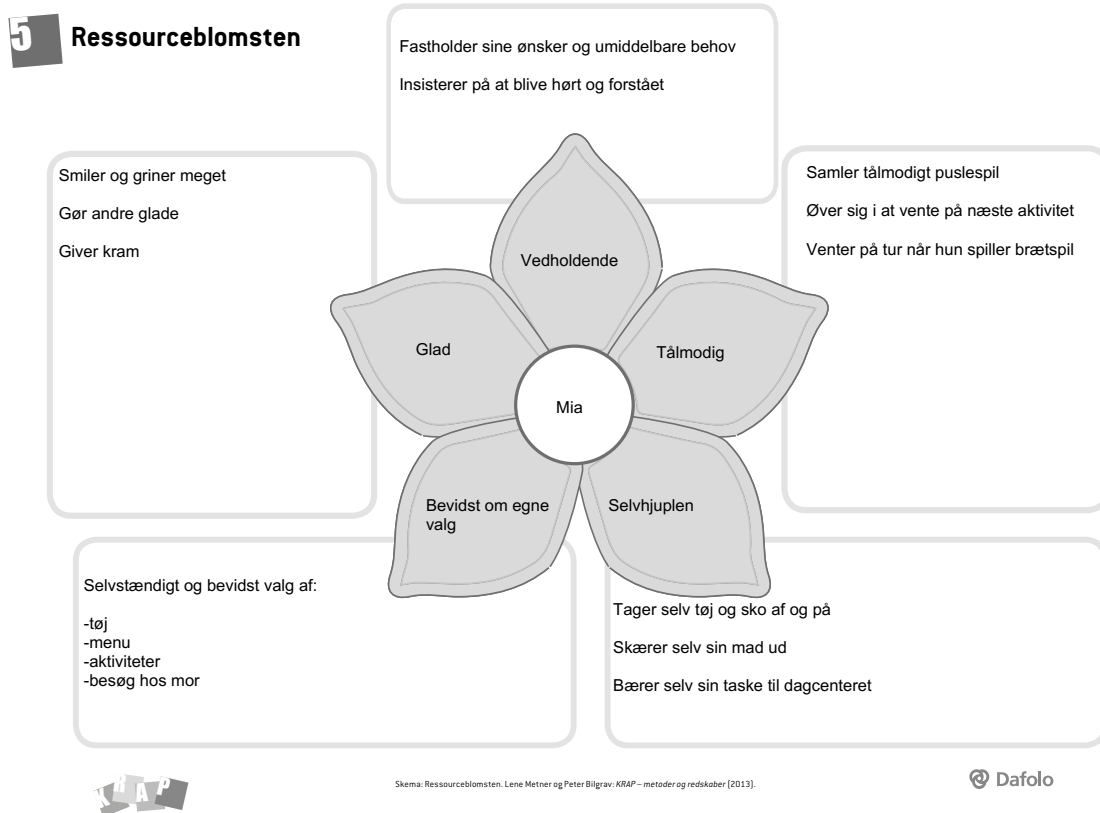 5 Ressourceblomsten
Fastholder sine ønsker og umiddelbare behov
Insisterer på at blive hørt og forstået
Smiler og griner meget
Gør andre glade
Giver kram
Samler tålmodigt puslespil
Øver sig i at vente på næste aktivitet
Venter på tur når hun spiller brætspil
Vedholdende
Glad
Tålmodig
Mia
Bevidst om egne
valg
Selvhjuplen
Selvstændigt og bevidst valg af:
-tøj
-menu
-aktiviteter
-besøg hos mor
Tager selv tøj og sko af og på
Skærer selv sin mad ud
Bærer selv sin taske til dagcenteret
KRAP
Skema: Ressourceblomsten. Lene Metner og Peter Bilgrav: KRAP – metoder og redskaber (2013).
Dafolo